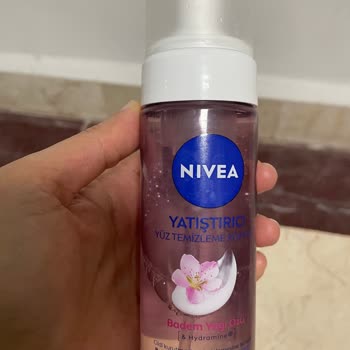 NIVEA
YATIŞTIRICI
YÜZ TEMİZLEME
Badem Yağı Özü
& Hydramine